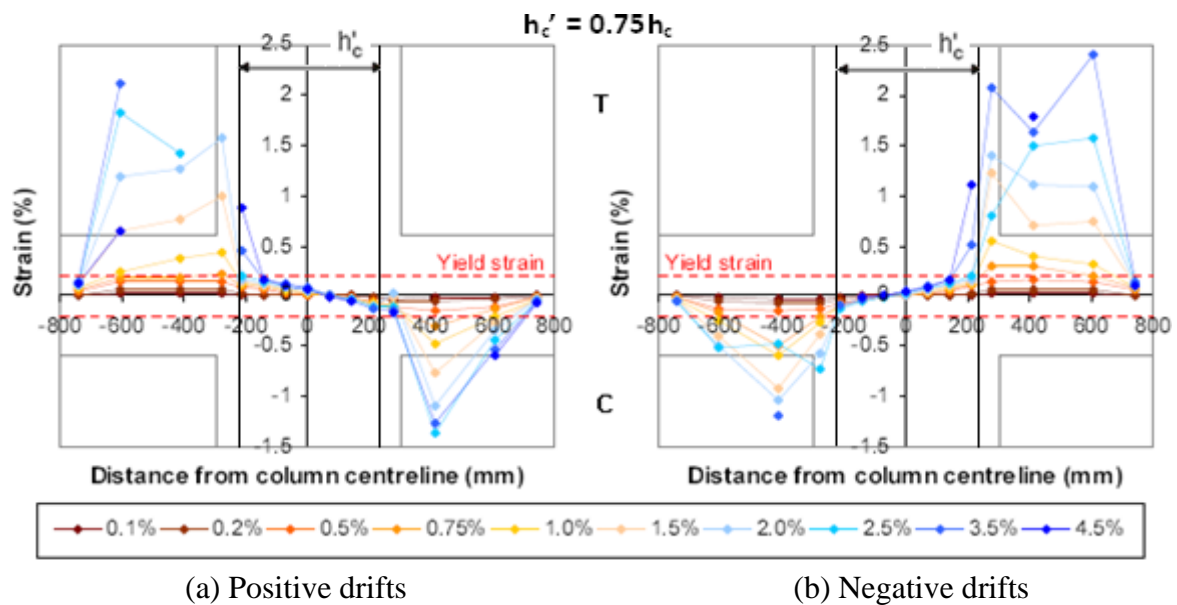 h꜀’ = 0.75h꜀
2.5
2
1.5
1
0.5
0
-0.5
-1
-1.5
h'꜀
Yield strain
-800 -600 -400 -200 0 200 400 600 800
Strain (%)
Distance from column centreline (mm)
T
C
2.5
2
1.5
1
0.5
0
-0.5
-1
-1.5
h'꜀
Yield strain
-800 -600 -400 -200 0 200 400 600 800
Strain (%)
Distance from column centreline (mm)
0.1% 0.2% 0.5% 0.75% 1.0% 1.5% 2.0% 2.5% 3.5% 4.5%
(a) Positive drifts
(b) Negative drifts